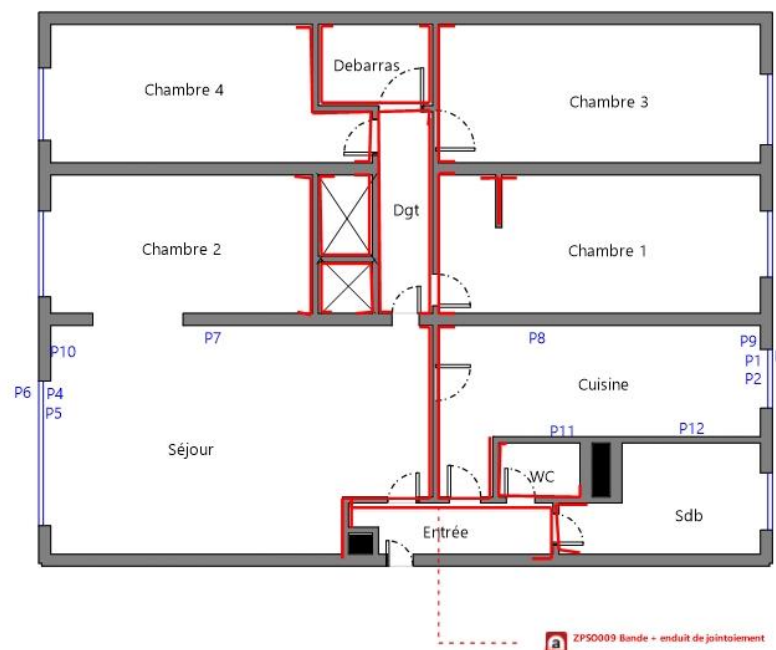 Debarras
Chambre 4
Chambre 3
Dgt
Chambre 2
Chambre 1
P7
P8
P10
P9
P6
P4
P1
P5
P2
Cuisine
P11
P12
Séjour
WC
Sdb
Entrée
a
ZPSO009 Bande + enduit de jointoiement